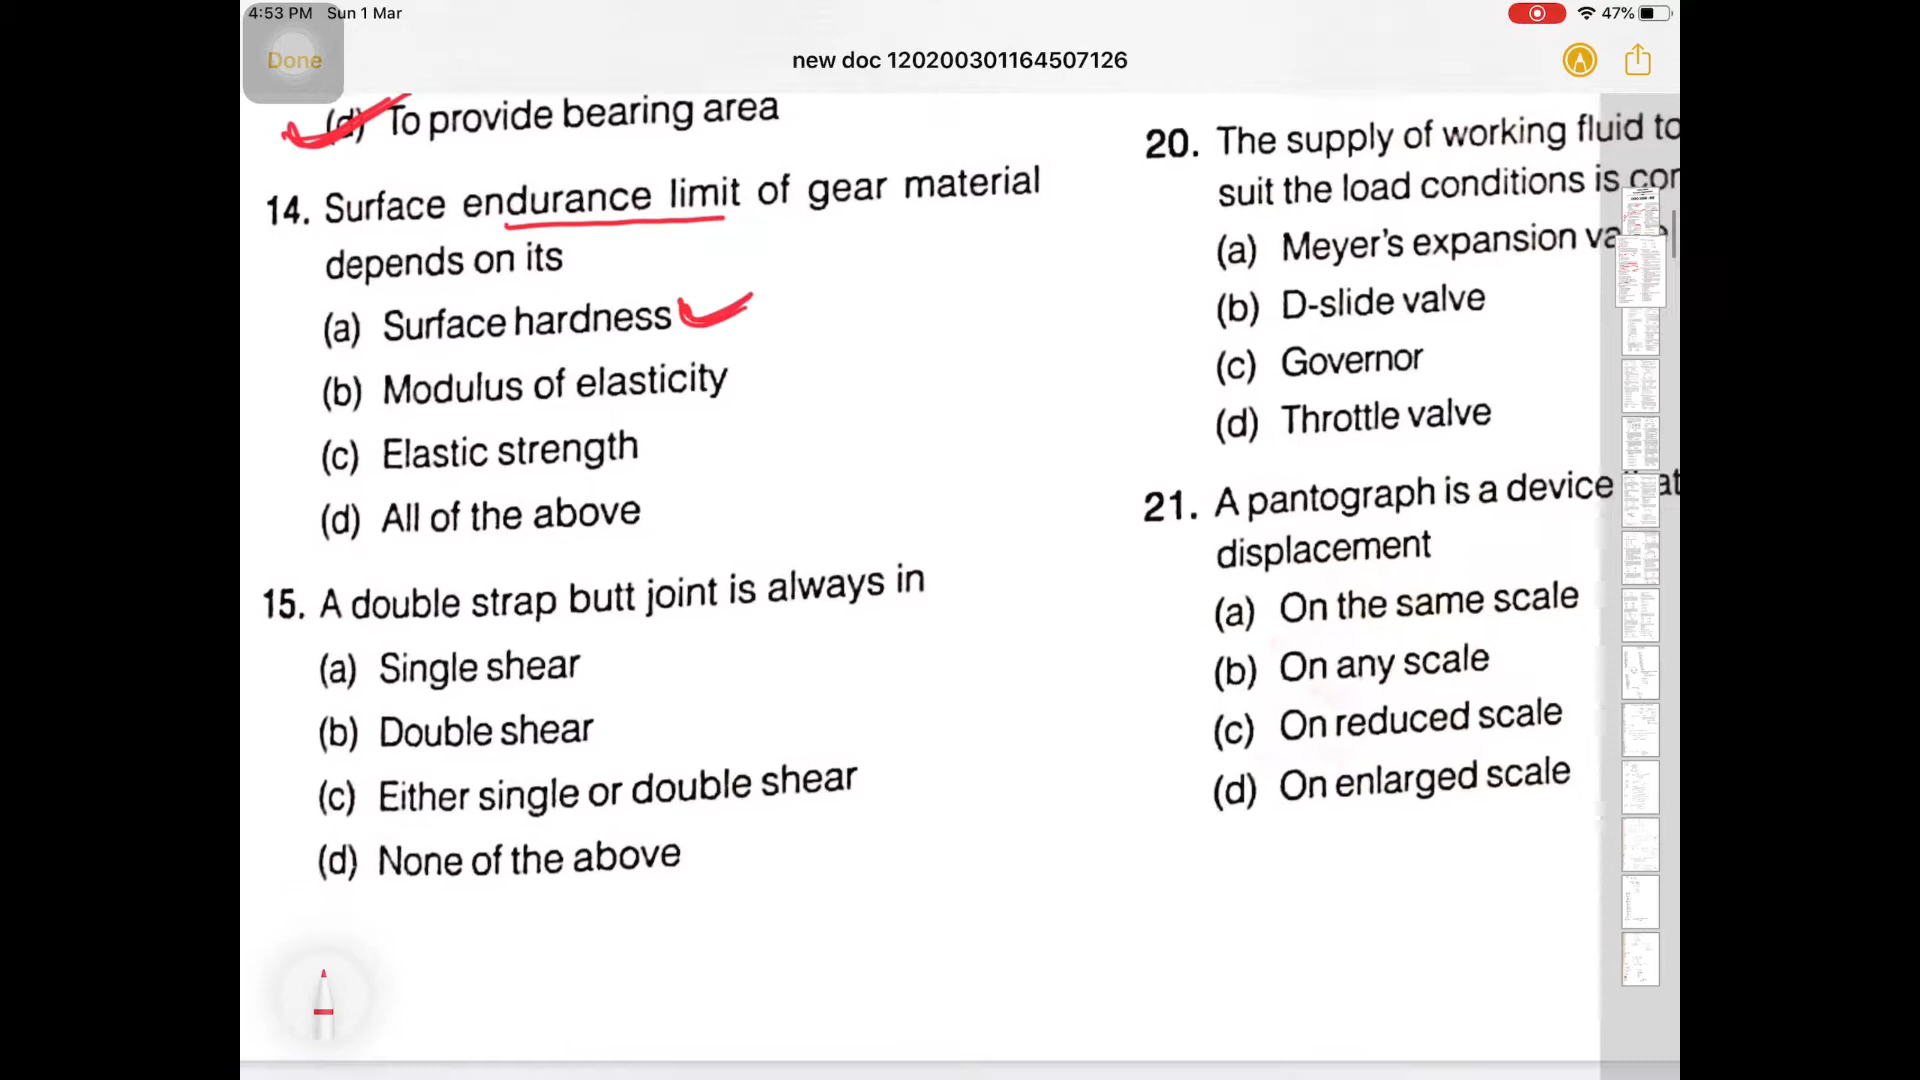 4:53 PM Sun 1 Mar
47%
Done
new doc 120200301164507126
(d) To provide bearing area
14. Surface endurance limit of gear material
depends on its
(a) Surface hardness
(b) Modulus of elasticity
(c) Elastic strength
(d) All of the above
15. A double strap butt joint is always in
(a) Single shear
(b) Double shear
(c) Either single or double shear
(d) None of the above
20. The supply of working fluid to
suit the load conditions is con
(a) Meyer's expansion
(b) D-slide valve
(c) Governor
(d) Throttle valve
21. A pantograph is a device
displacement
(a) On the same scale
(b) On any scale
(c) On reduced scale
(d) On enlarged scale